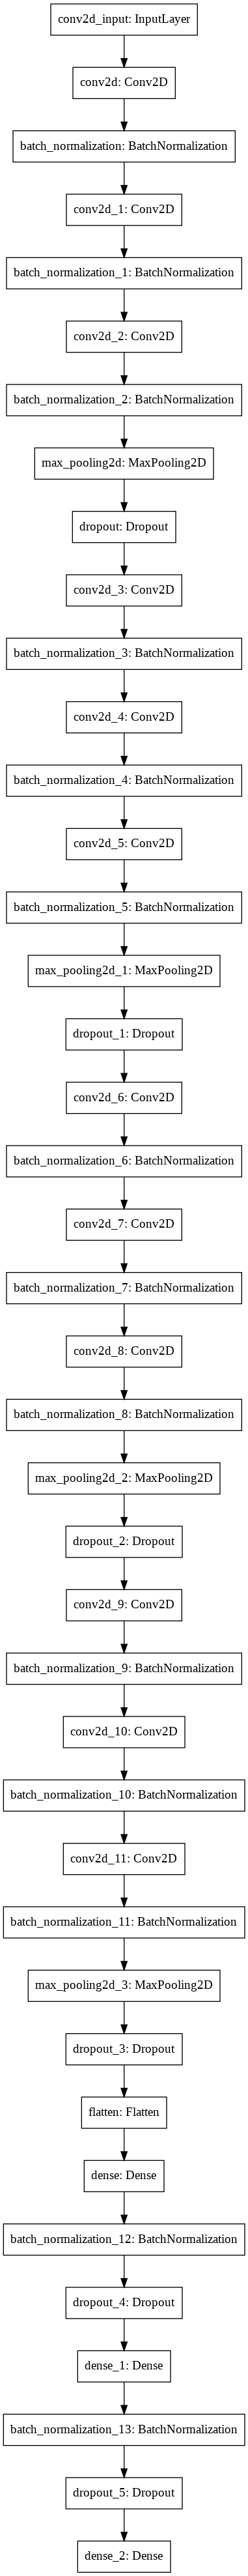 conv2d_input: InputLayer
conv2d: Conv2D
batch_normalization: BatchNormalization
conv2d_1: Conv2D
batch_normalization_1: BatchNormalization
conv2d_2: Conv2D
batch_normalization_2: BatchNormalization
max_pooling2d: MaxPooling2D
dropout: Dropout
conv2d_3: Conv2D
batch_normalization_3: BatchNormalization
conv2d_4: Conv2D
batch_normalization_4: BatchNormalization
conv2d_5: Conv2D
batch_normalization_5: BatchNormalization
max_pooling2d_1: MaxPooling2D
dropout_1: Dropout
conv2d_6: Conv2D
batch_normalization_6: BatchNormalization
conv2d_7: Conv2D
batch_normalization_7: BatchNormalization
conv2d_8: Conv2D
batch_normalization_8: BatchNormalization
max_pooling2d_2: MaxPooling2D
dropout_2: Dropout
conv2d_9: Conv2D
batch_normalization_9: BatchNormalization
conv2d_10: Conv2D
batch_normalization_10: BatchNormalization
conv2d_11: Conv2D
batch_normalization_11: BatchNormalization
max_pooling2d_3: MaxPooling2D
dropout_3: Dropout
flatten: Flatten
dense: Dense
batch_normalization_12: BatchNormalization
dropout_4: Dropout
dense_1: Dense
batch_normalization_13: BatchNormalization
dropout_5: Dropout
dense_2: Dense